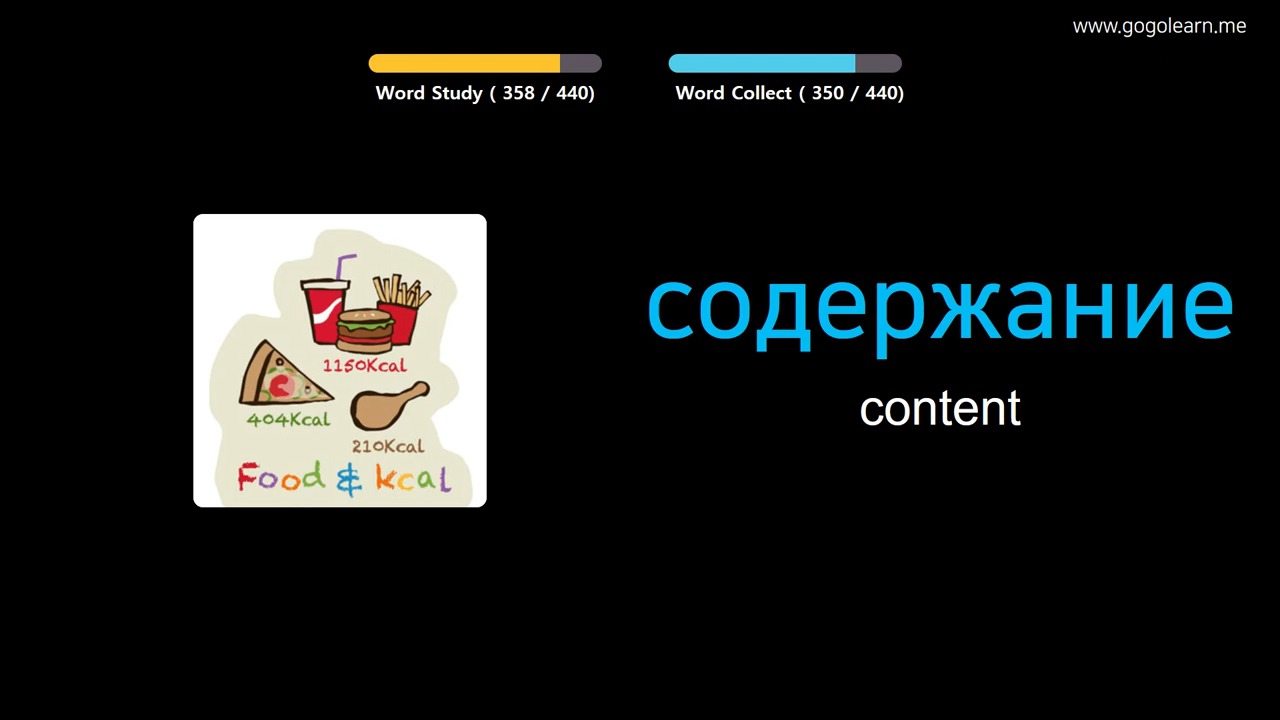 www.gogolearn.me
Word Study ( 358 / 440)
Word Collect ( 350 / 440)
1150Kcal
404Kcal
210Kcal
Food & kcal
содержание
content